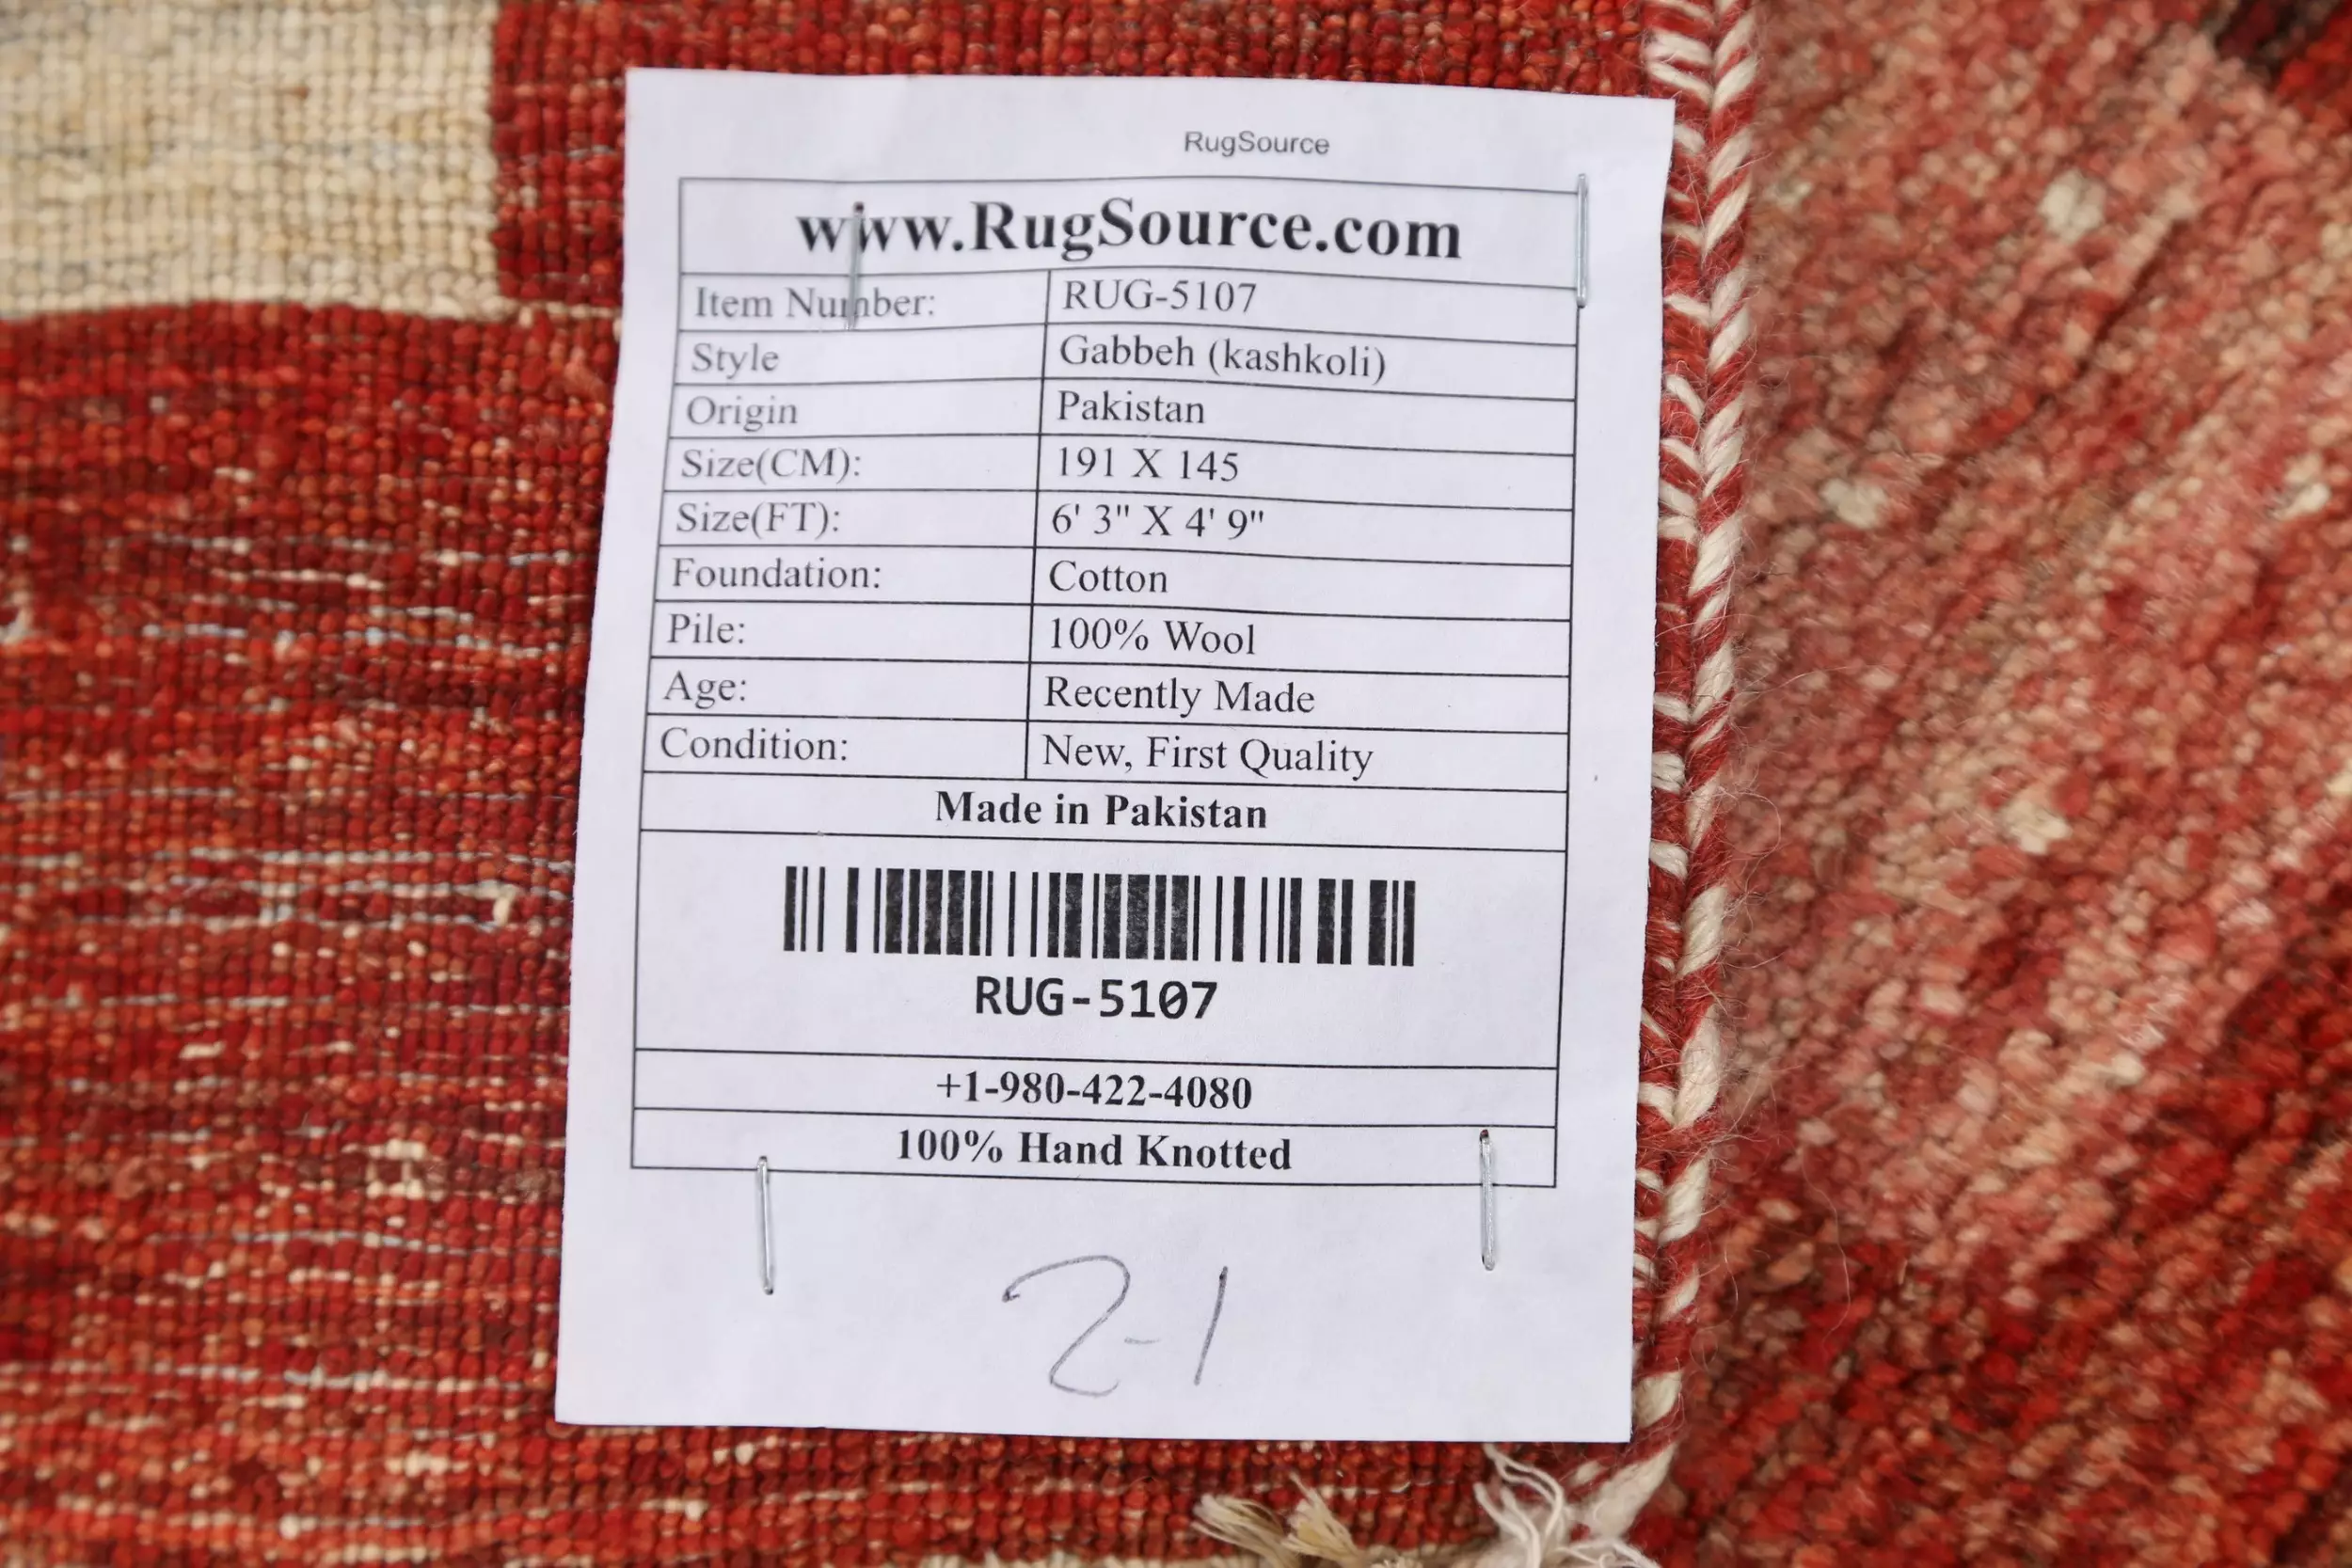 RugSource
www.RugSource.com
Item Number: RUG-5107
Style Gabbeh (kashkoli)
Origin Pakistan
Size(CM): 191 X 145
Size(FT): 6' 3" X 4' 9"
Foundation: Cotton
Pile: 100% Wool
Age: Recently Made
Condition: New, First Quality
Made in Pakistan
RUG-5107
+1-980-422-4080
100% Hand Knotted
2-1